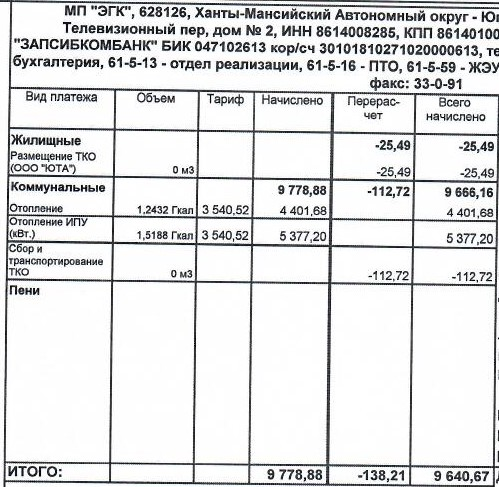 МП "ЭГК", 628126, Ханты-Мансийский Автономный округ - Ю
Телевизионный пер, дом № 2, ИНН 8614008285, КПП 86140100
"ЗАПСИБКОМБАНК" БИК 047102613 кор/сч 30101810271020000613, те
бухгалтерия, 61-5-13 - отдел реализации, 61-5-16 - ПТО, 61-5-59 - ЖЭУ
факс: 33-0-91
Вид платежа Объем Тариф Начислено Перерас- Всего
чет начислено
Жилищные -25,49 -25,49
Размещение ТКО
(ООО "ЮТА") 0 м3 -25,49 -25,49
Коммунальные 9 778,88 -112,72 9 666,16
Отопление 1,2432 Гкал 3 540,52 4 401,68 4 401,68
Отопление ИПУ
(кВт.) 1,5188 Гкал 3 540,52 5 377,20 5 377,20
Сбор и
транспортирование
ТКО 0 м3 -112,72 -112,72
Пени
ИТОГО: 9 778,88 -138,21 9 640,67